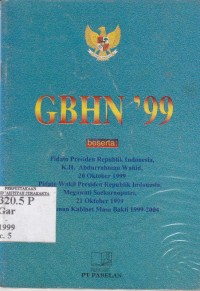 GBHN '99
beserta
Pidato Presiden Republik Indonesia,
K.H. Abdurrahman Wahid,
20 Oktober 1999
Pidato Wakil Presiden Republik Indonesia
Megawati Soekarnoputri,
21 Oktober 1999
Kabinet Masa Bakti 1999-2004
PERPUSTAKAAN
320.5 P
Gar
1999
c. 5
PT PABELAN